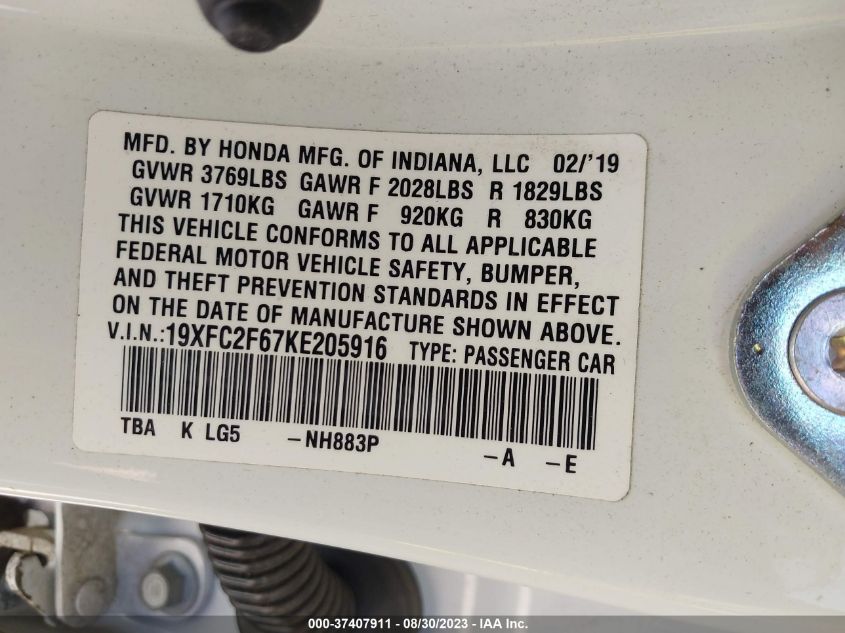 MFD. BY HONDA MFG. OF INDIANA, LLC 02/'19
GVWR 3769LBS GAWR F 2028LBS R 1829LBS
GVWR 1710KG GAWR F 920KG R 830KG
THIS VEHICLE CONFORMS TO ALL APPLICABLE
FEDERAL MOTOR VEHICLE SAFETY, BUMPER,
AND THEFT PREVENTION STANDARDS IN EFFECT
ON THE DATE OF MANUFACTURE SHOWN ABOVE.
V.I.N.:19XFC2F67KE205916 TYPE: PASSENGER CAR
TBA K LG5 -NH883P -A -E
000-37407911 - 08/30/2023 - IAA Inc.